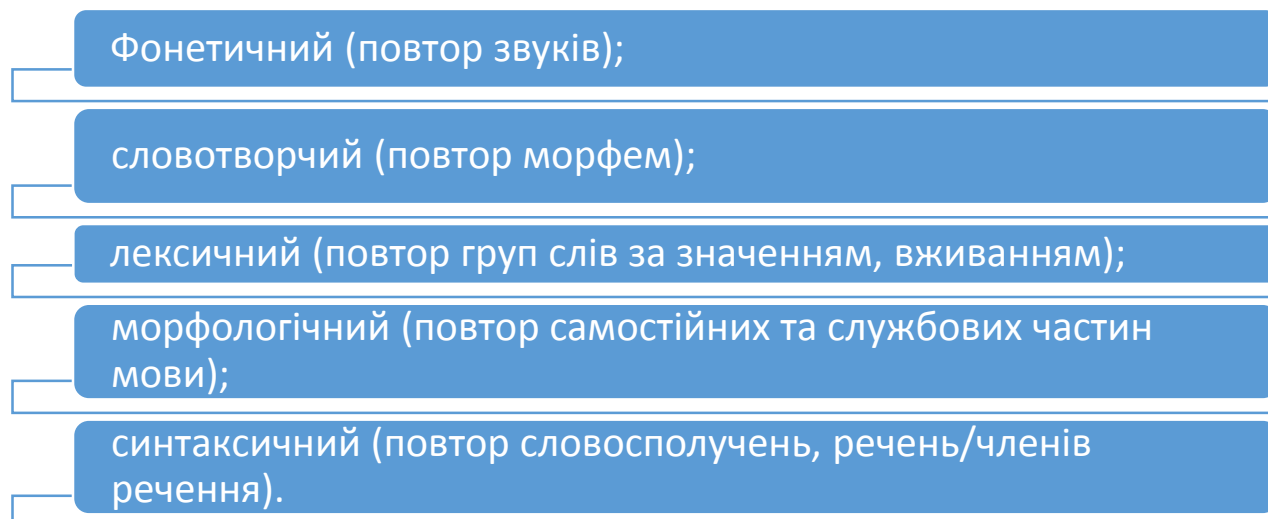 Фонетичний (повтор звуків);
словотворчий (повтор морфем);
лексичний (повтор груп слів за значенням, вживанням);
морфологічний (повтор самостійних та службових частин
мови);
синтаксичний (повтор словосполучень, речень/членів
речення).